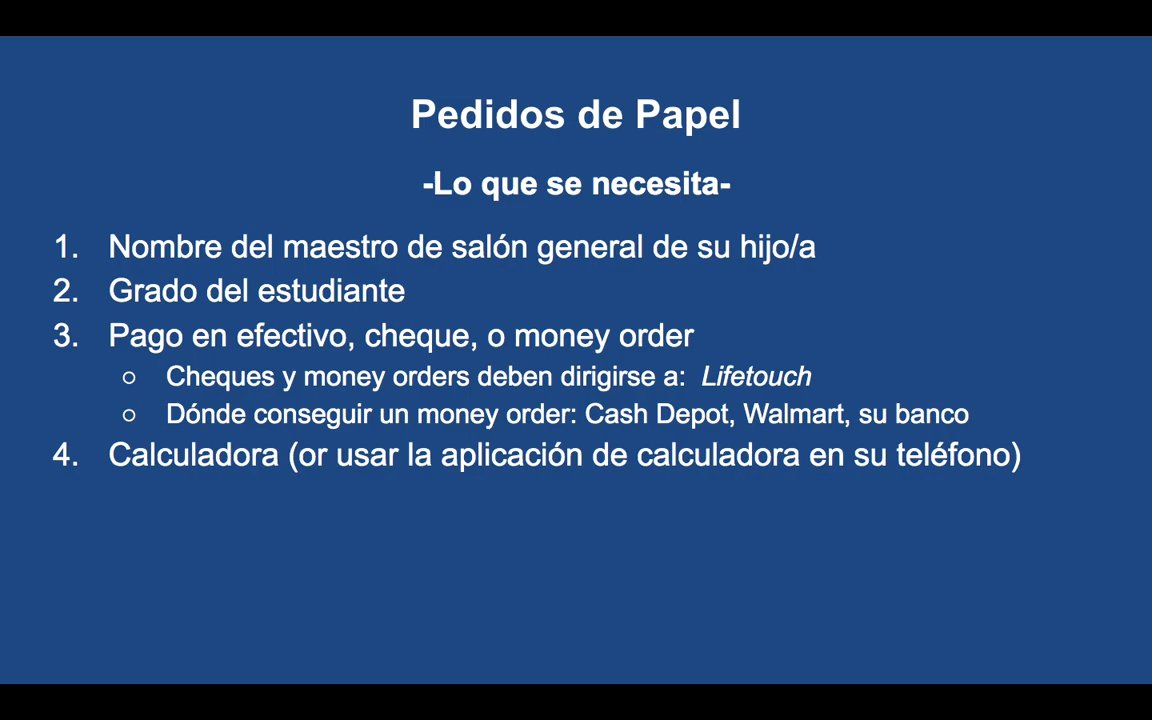 Pedidos de Papel
-Lo que se necesita-
1. Nombre del maestro de salón general de su hijo/a
2. Grado del estudiante
3. Pago en efectivo, cheque, o money order
○ Cheques y money orders deben dirigirse a: Lifetouch
○ Dónde conseguir un money order: Cash Depot, Walmart, su banco
4. Calculadora (or usar la aplicación de calculadora en su teléfono)